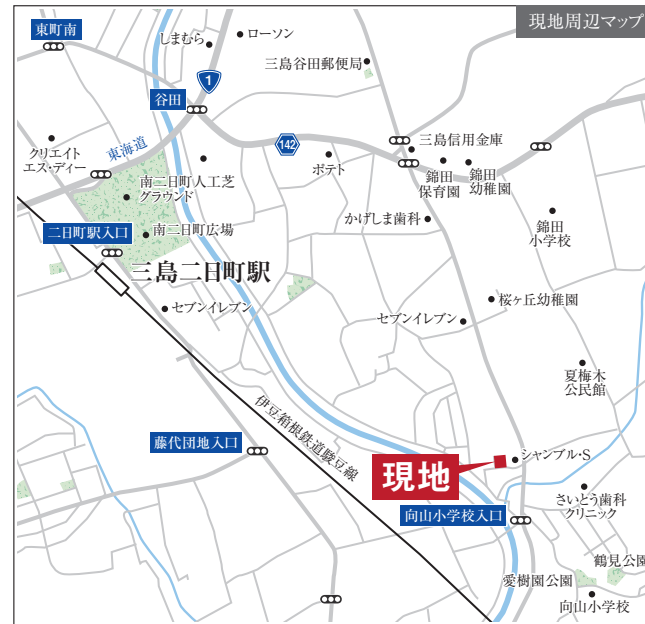 現地周辺マップ
東町南
しまむら
ローソン
三島谷田郵便局
1
谷田
142
三島信用金庫
クリエイト
エス・ディー
東海道
ポテト
錦田
保育園
錦田
幼稚園
南二日町人工芝
グラウンド
かげしま歯科
錦田
小学校
二日町駅入口
南二日町広場
三島二日町駅
セブンイレブン
桜ヶ丘幼稚園
セブンイレブン
夏梅木
公民館
伊豆箱根鉄道駿豆線
藤代団地入口
現地
シャンブル・S
さいとう歯科
クリニック
向山小学校入口
鶴見公園
愛樹園公園
向山小学校